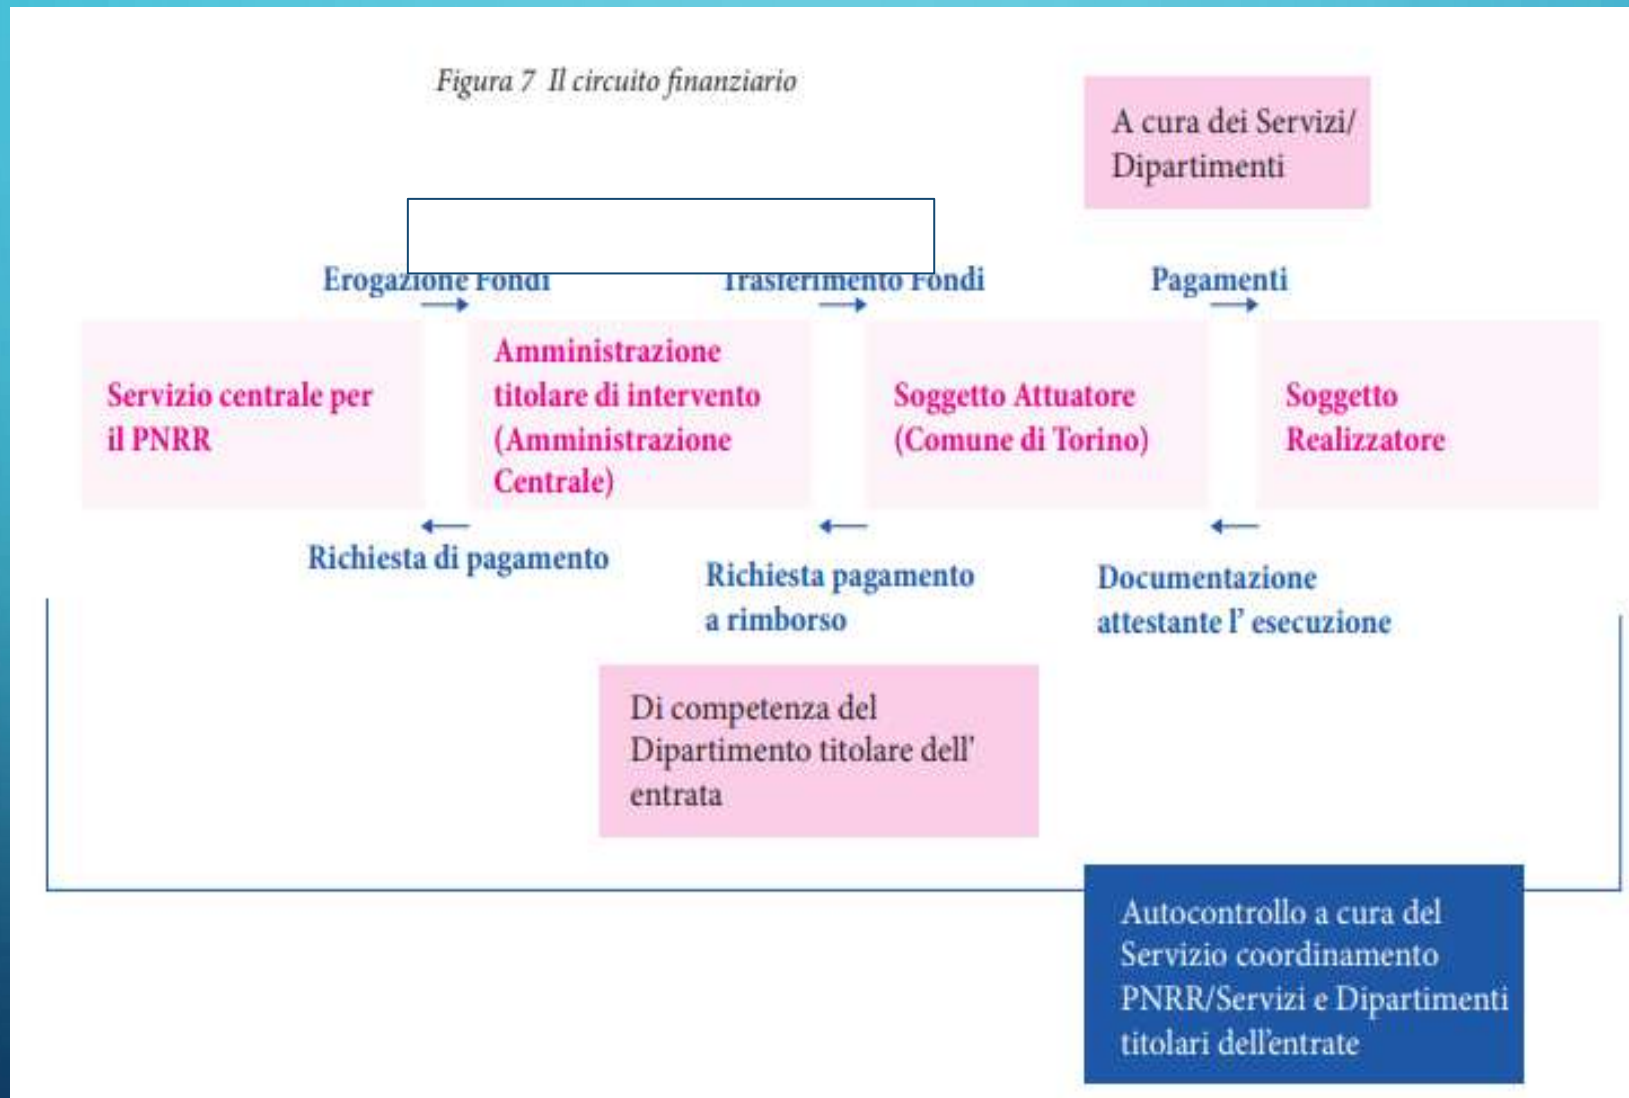 Figura 7 Il circuito finanziario
A cura dei Servizi/
Dipartimenti
Erogazione Fondi
Trasferimento Fondi
Pagamenti
Servizio centrale per
il PNRR
Amministrazione
titolare di intervento
(Amministrazione
Centrale)
Soggetto Attuatore
(Comune di Torino)
Soggetto
Realizzatore
Richiesta di pagamento
Richiesta pagamento
a rimborso
Documentazione
attestante l' esecuzione
Di competenza del
Dipartimento titolare dell'
entrata
Autocontrollo a cura del
Servizio coordinamento
PNRR/Servizi e Dipartimenti
titolari dell'entrate